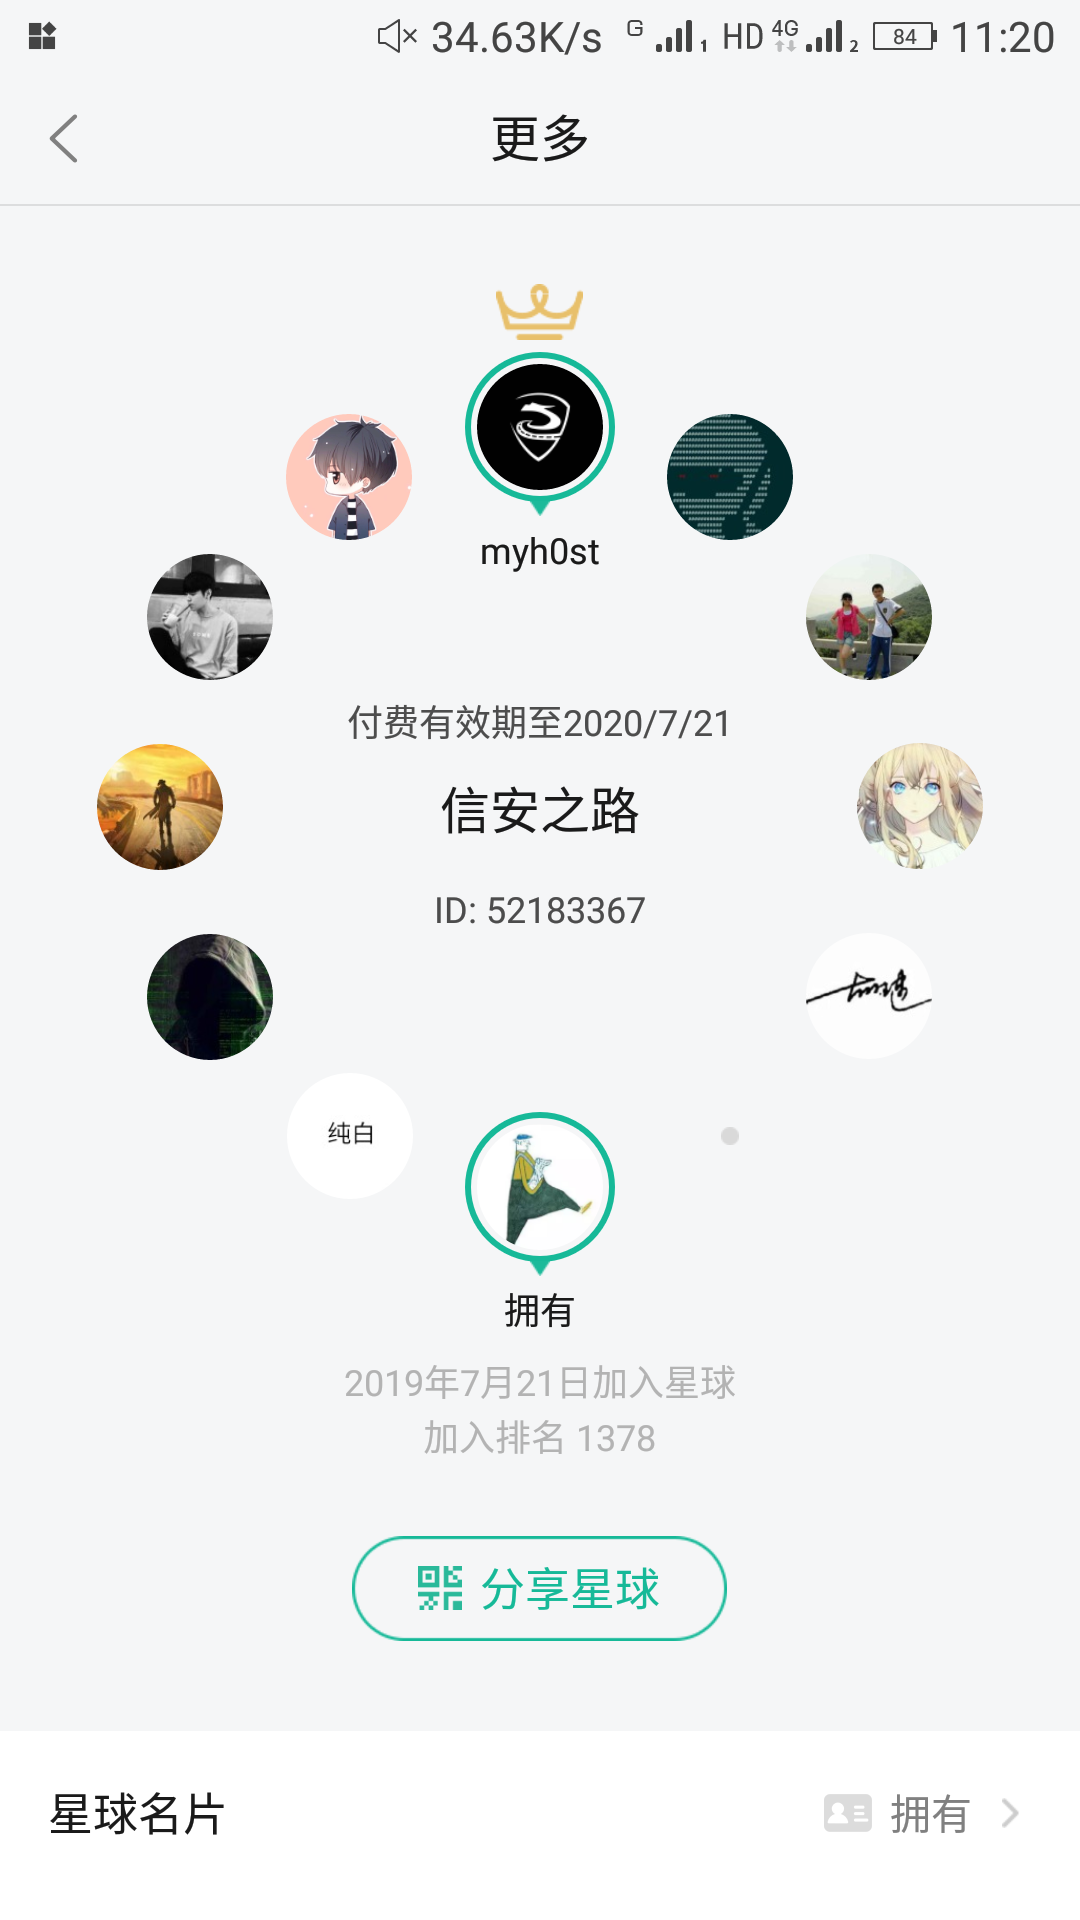 34.63K/s G 1 HD 4G 2 84 11:20
更多
myh0st
付费有效期至2020/7/21
信安之路
ID: 52183367
纯白
拥有
2019年7月21日加入星球
加入排名 1378
分享星球
星球名片
拥有